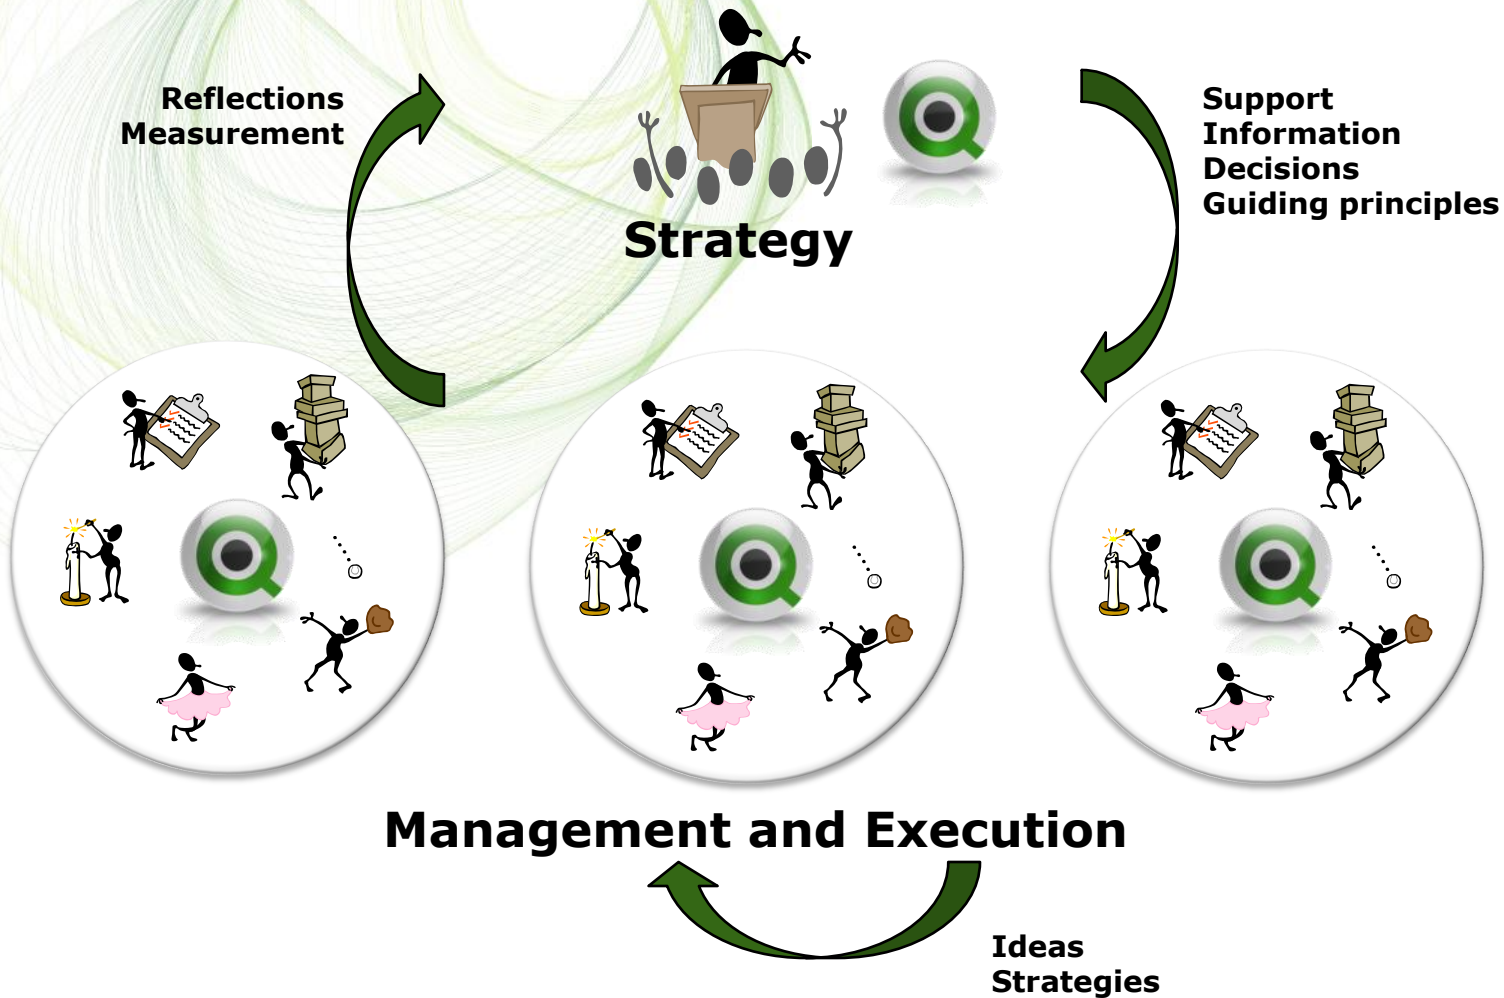 Reflections
Measurement
Support
Information
Decisions
Guiding principles
Strategy
Management and Execution
Ideas
Strategies